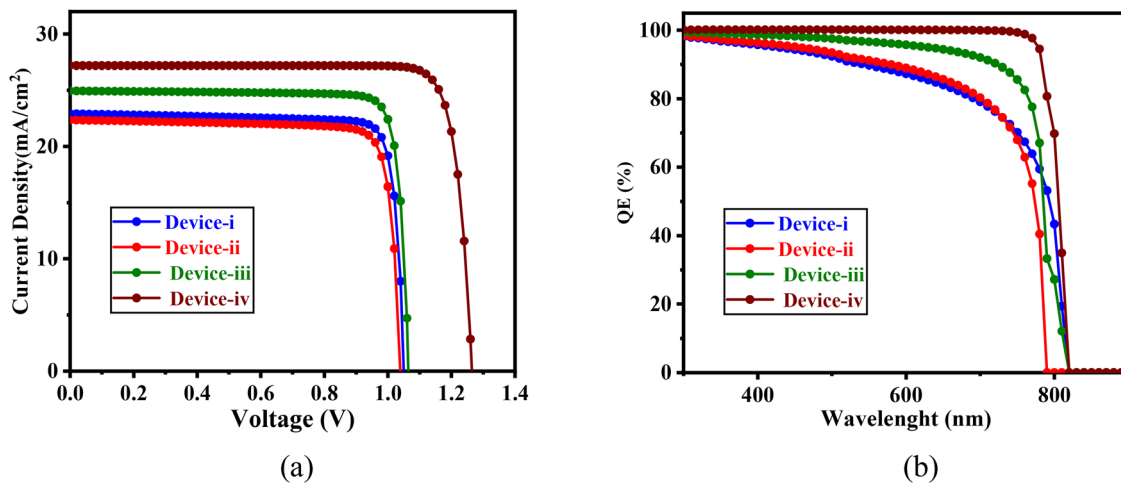 Current Density(mA/cm²)
30
20
10
0
Device-i
Device-ii
Device-iii
Device-iv
0.0 0.2 0.4 0.6 0.8 1.0 1.2 1.4
Voltage (V)
(a)
QE (%)
100
80
60
40
20
0
Device-i
Device-ii
Device-iii
Device-iv
400 600 800
Wavelenght (nm)
(b)